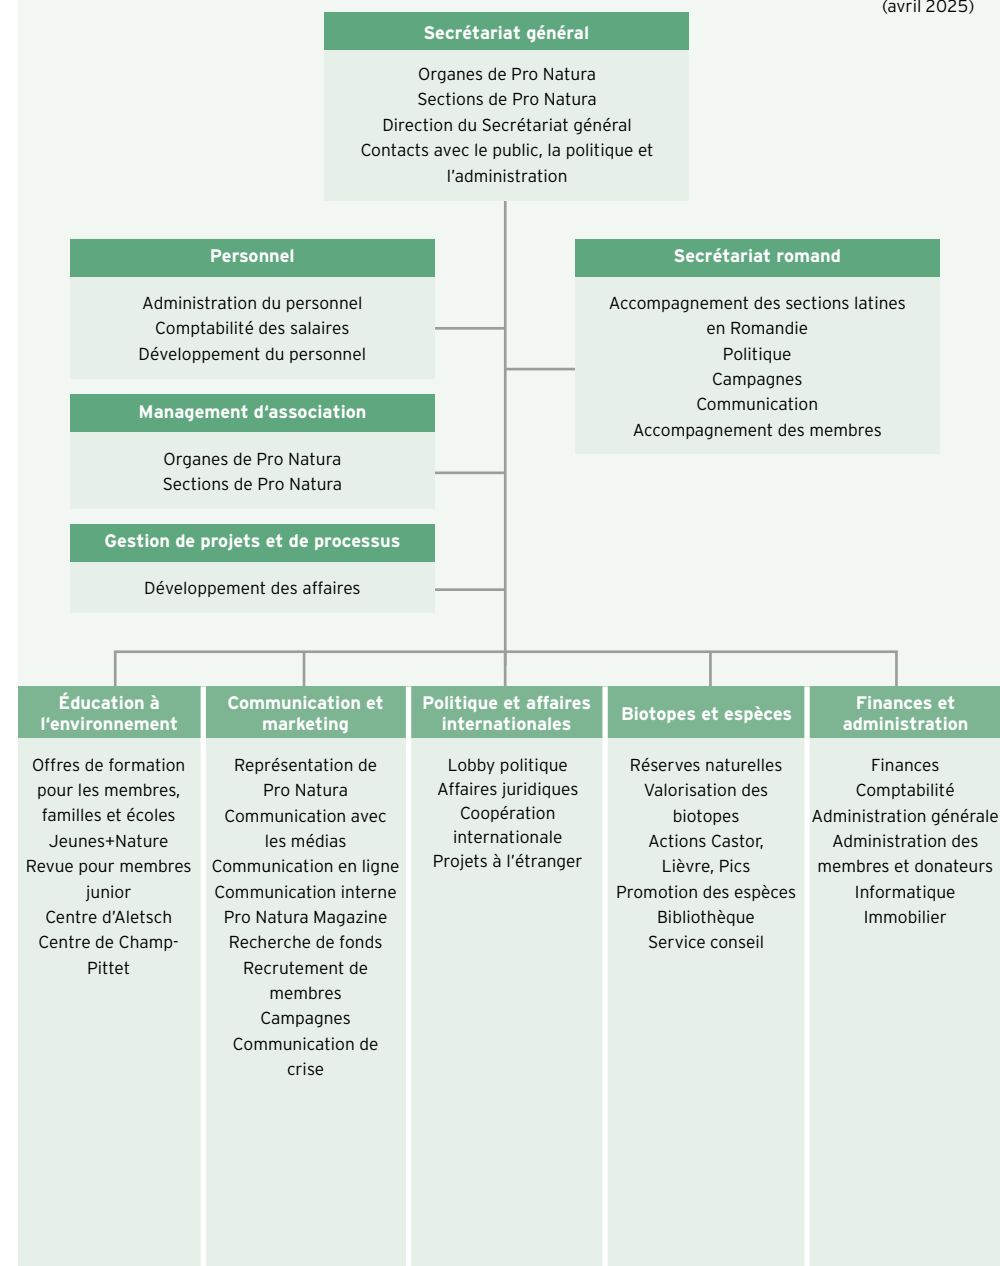 (avril 2025)
Secrétariat général
Organes de Pro Natura
Sections de Pro Natura
Direction du Secrétariat général
Contacts avec le public, la politique et
l’administration
Personnel
Administration du personnel
Comptabilité des salaires
Développement du personnel
Secrétariat romand
Accompagnement des sections latines
en Romandie
Politique
Campagnes
Communication
Accompagnement des membres
Management d‘association
Organes de Pro Natura
Sections de Pro Natura
Gestion de projets et de processus
Développement des affaires
Éducation à
l‘environnement
Offres de formation
pour les membres,
familles et écoles
Jeunes+Nature
Revue pour membres
junior
Centre d’Aletsch
Centre de Champ-
Pittet
Communication et
marketing
Représentation de
Pro Natura
Communication avec
les médias
Communication en ligne
Communication interne
Pro Natura Magazine
Recherche de fonds
Recrutement de
membres
Campagnes
Communication de
crise
Politique et affaires
internationales
Lobby politique
Affaires juridiques
Coopération
internationale
Projets à l’étranger
Biotopes et espèces
Réserves naturelles
Valorisation des
biotopes
Actions Castor,
Lièvre, Pics
Promotion des espèces
Bibliothèque
Service conseil
Finances et
administration
Finances
Comptabilité
Administration générale
Administration des
membres et donateurs
Informatique
Immobilier